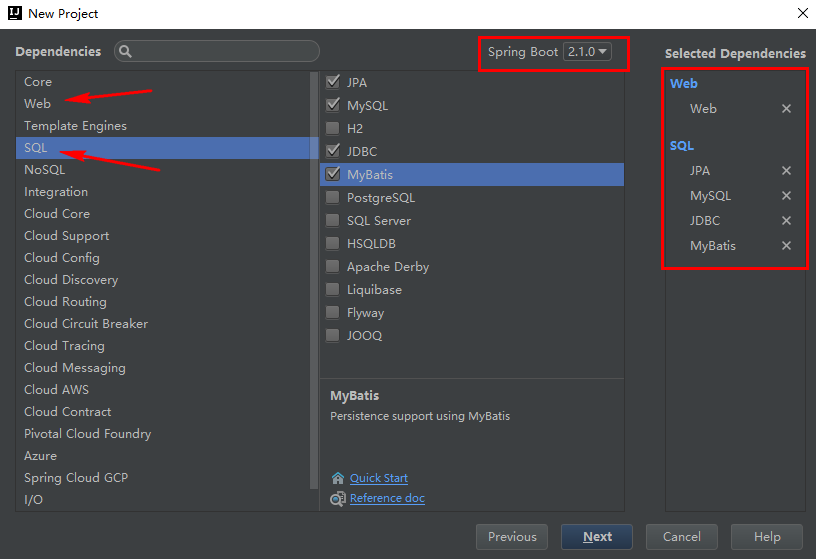 New Project
Dependencies
Spring Boot 2.1.0
Selected Dependencies
Core
Web
Template Engines
SQL
NoSQL
Integration
Cloud Core
Cloud Support
Cloud Config
Cloud Discovery
Cloud Routing
Cloud Circuit Breaker
Cloud Tracing
Cloud Messaging
Cloud AWS
Cloud Contract
Pivotal Cloud Foundry
Azure
Spring Cloud GCP
I/O
JPA
MySQL
H2
JDBC
MyBatis
PostgreSQL
SQL Server
HSQLDB
Apache Derby
Liquibase
Flyway
JOOQ
MyBatis
Persistence support using MyBatis
Quick Start
Reference doc
Web
Web
SQL
JPA
MySQL
JDBC
MyBatis
Previous
Next
Cancel
Help